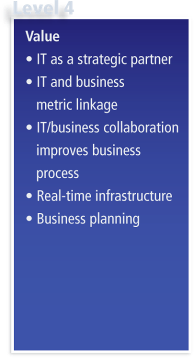 Level 4
Value
• IT as a strategic partner
• IT and business
metric linkage
• IT/business collaboration
improves business
process
• Real-time infrastructure
• Business planning